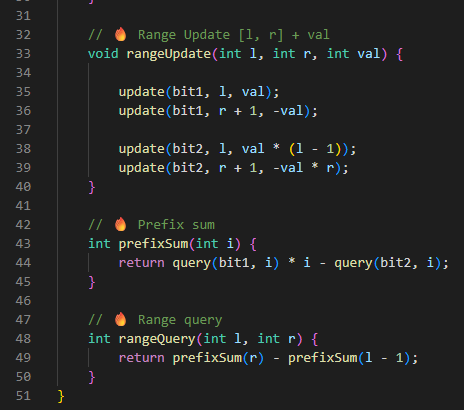 30 }
31
32 // 🔥 Range Update [l, r] + val
33 void rangeUpdate(int l, int r, int val) {
34
35 update(bit1, l, val);
36 update(bit1, r + 1, -val);
37
38 update(bit2, l, val * (l - 1));
39 update(bit2, r + 1, -val * r);
40 }
41
42 // 🔥 Prefix sum
43 int prefixSum(int i) {
44 return query(bit1, i) * i - query(bit2, i);
45 }
46
47 // 🔥 Range query
48 int rangeQuery(int l, int r) {
49 return prefixSum(r) - prefixSum(l - 1);
50 }
51 }